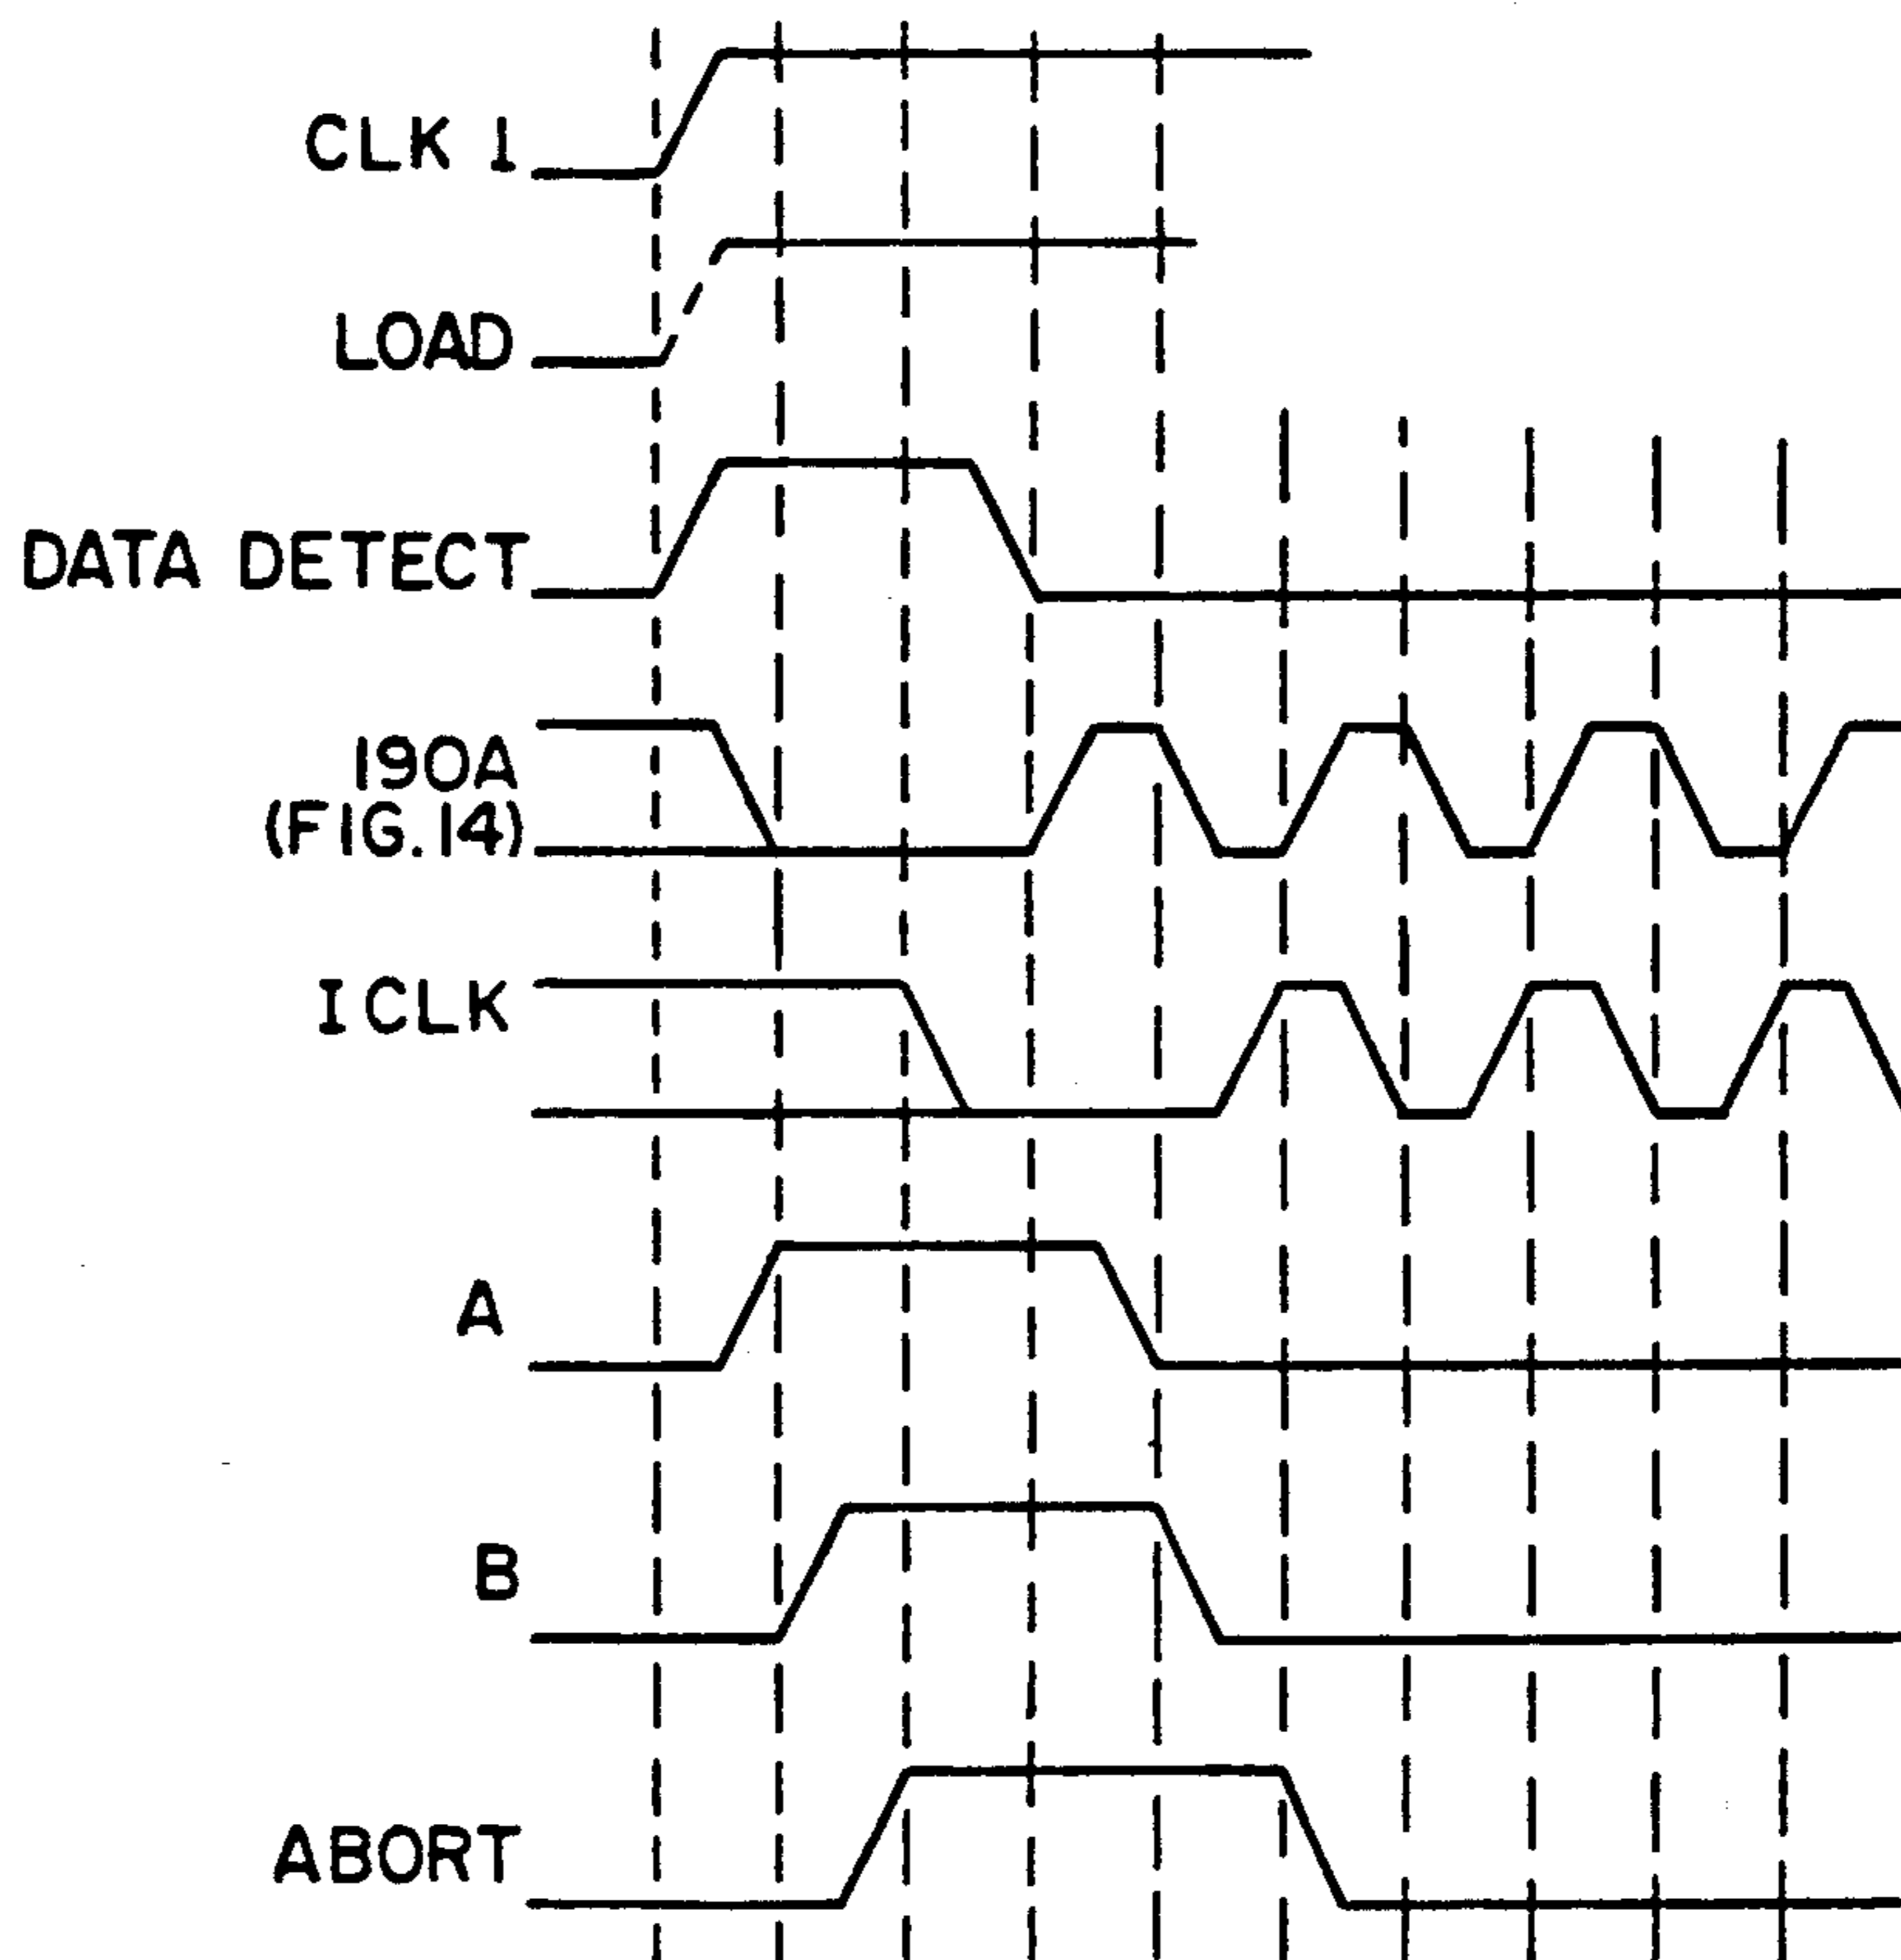 CLK 1
LOAD
DATA DETECT
190A
(FIG. 14)
ICLK
A
B
ABORT